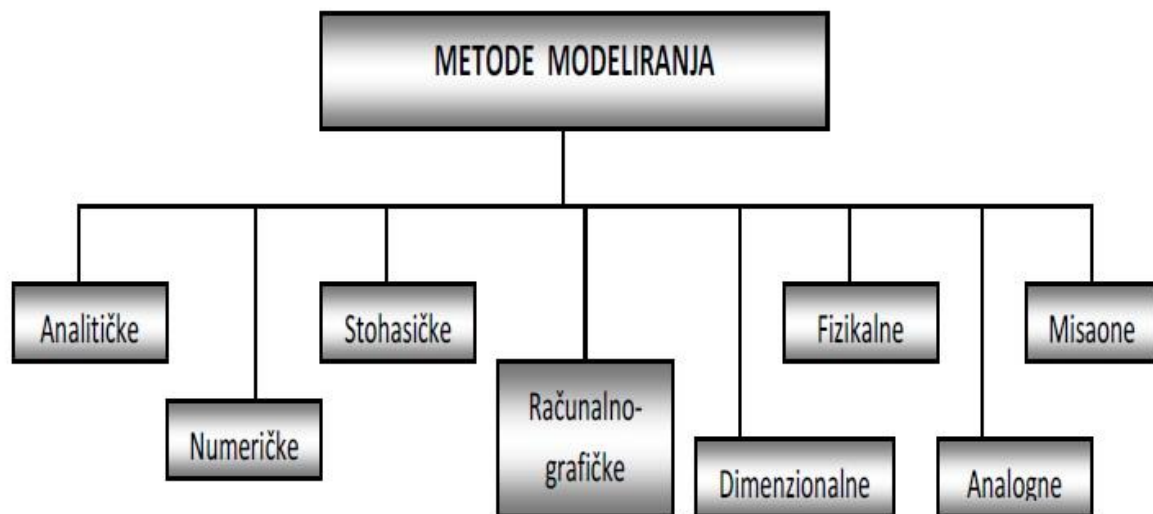 METODE MODELIRANJA
Analitičke
Numeričke
Stohasičke
Računalno-
grafičke
Dimenzionalne
Fizikalne
Analogne
Misaone